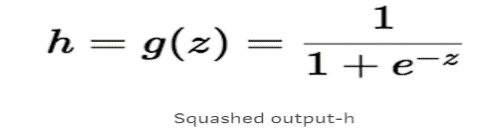 h = g(z) = 1 / (1 + e^{-z})
Squashed output-h